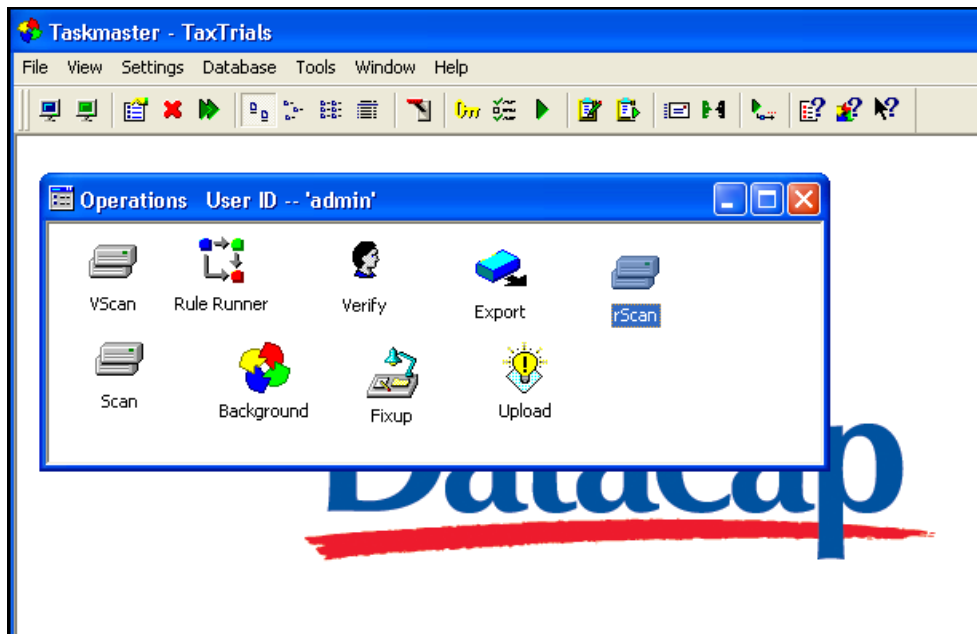 Taskmaster - TaxTrials
File View Settings Database Tools Window Help
Operations User ID -- 'admin'
VScan Rule Runner Verify Export rScan
Scan Background Fixup Upload
DataCap